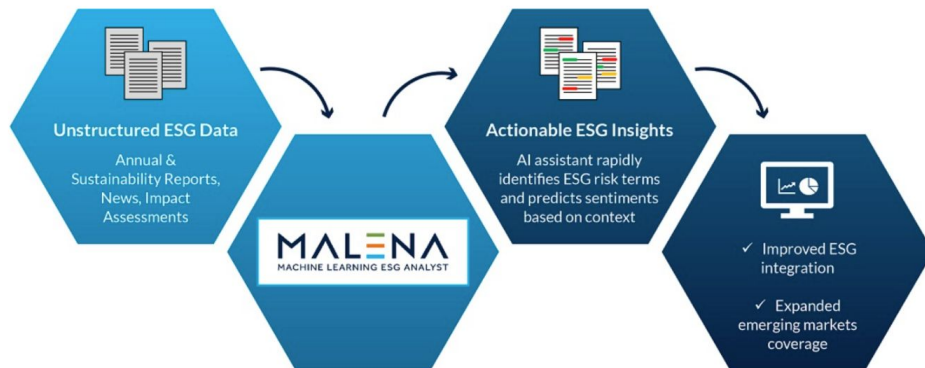 Unstructured ESG Data
Annual &
Sustainability Reports,
News, Impact
Assessments
MALENA
MACHINE LEARNING ESG ANALYST
Actionable ESG Insights
AI assistant rapidly
identifies ESG risk terms
and predicts sentiments
based on context
✓ Improved ESG
integration
✓ Expanded
emerging markets
coverage